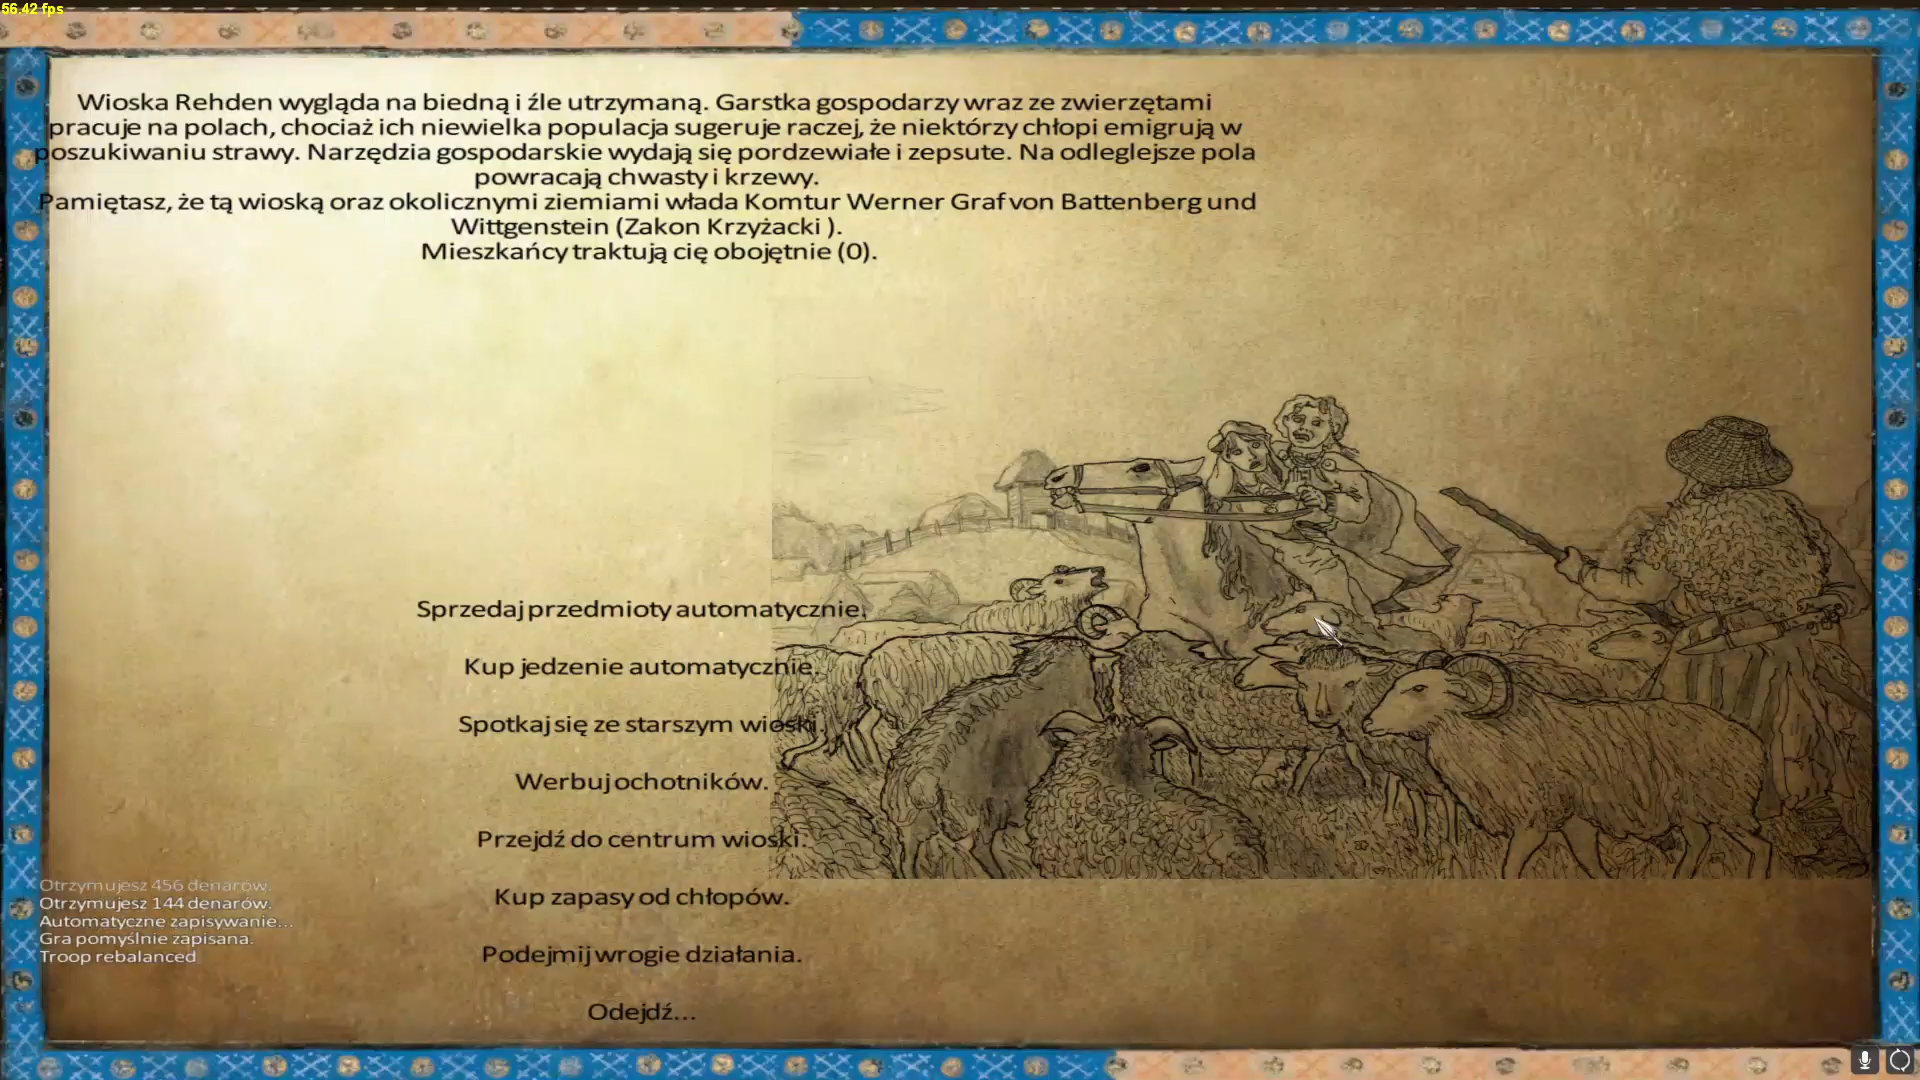 56.42 fps
Wioska Rehden wygląda na biedną i źle utrzymaną. Garstka gospodarzy wraz ze zwierzętami
pracuje na polach, chociaż ich niewielka populacja sugeruje raczej, że niektórzy chłopi emigrują w
poszukiwaniu strawy. Narzędzia gospodarskie wydają się pordzewiałe i zepsute. Na odleglejsze pola
powracają chwasty i krzewy.
Pamiętasz, że tą wioską oraz okolicznymi ziemiami włada Komtur Werner Graf von Battenberg und
Wittgenstein (Zakon Krzyżacki ).
Mieszkańcy traktują cię obojętnie (0).
Sprzedaj przedmioty automatycznie.
Kup jedzenie automatycznie.
Spotkaj się ze starszym wioski.
Werbuj ochotników.
Przejdź do centrum wioski.
Kup zapasy od chłopów.
Podejmij wrogie działania.
Odejdź...
Otrzymujesz 456 denarów.
Otrzymujesz 144 denarów.
Automatyczne zapisywanie...
Gra pomyślnie zapisana.
Troop rebalanced